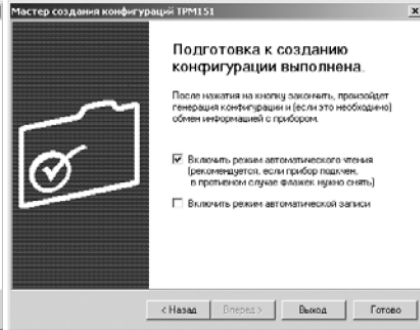 Мастер создания конфигураций ТРМ151
Подготовка к созданию
конфигурации выполнена.
После нажатия на кнопку закончить, произойдет
генерация конфигурации и (если это необходимо)
обмен информацией с прибором.
Включить режим автоматического чтения
(рекомендуется, если прибор подключен,
в противном случае флажек нужно снять)
Включить режим автоматической записи
< Назад
Вперед >
Выход
Готово